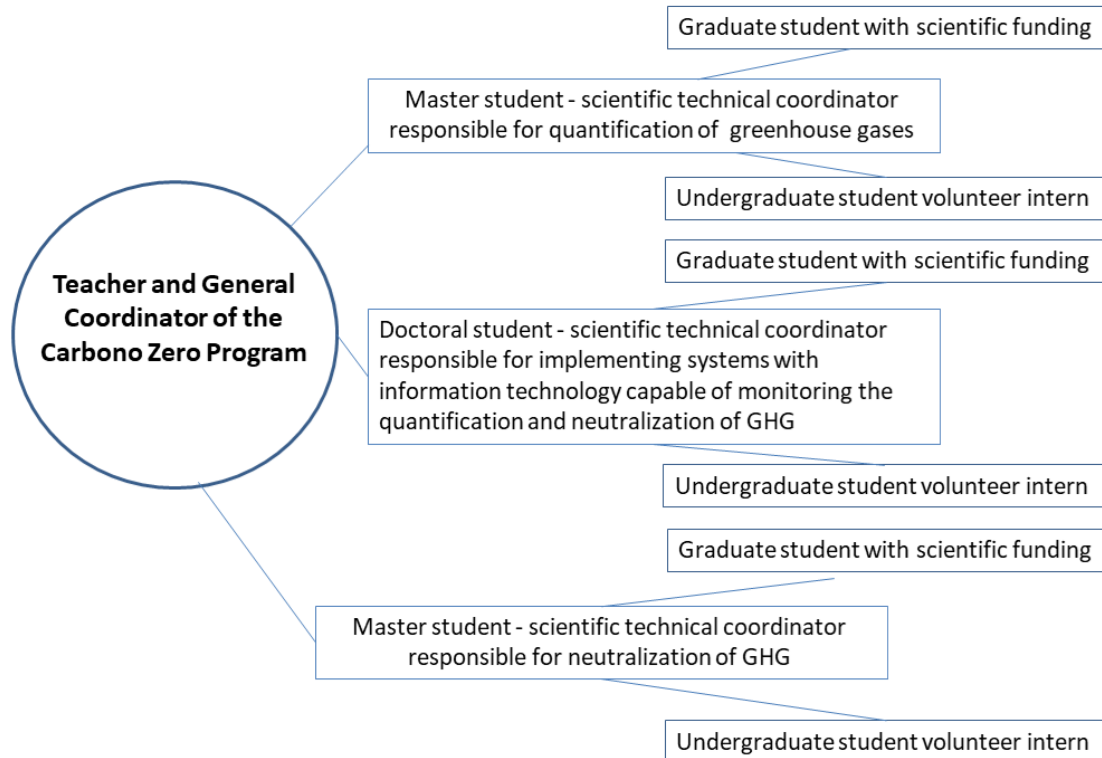 Graduate student with scientific funding
Master student - scientific technical coordinator
responsible for quantification of greenhouse gases
Undergraduate student volunteer intern
Teacher and General
Coordinator of the
Carbono Zero Program
Graduate student with scientific funding
Doctoral student - scientific technical coordinator
responsible for implementing systems with
information technology capable of monitoring the
quantification and neutralization of GHG
Undergraduate student volunteer intern
Graduate student with scientific funding
Master student - scientific technical coordinator
responsible for neutralization of GHG
Undergraduate student volunteer intern